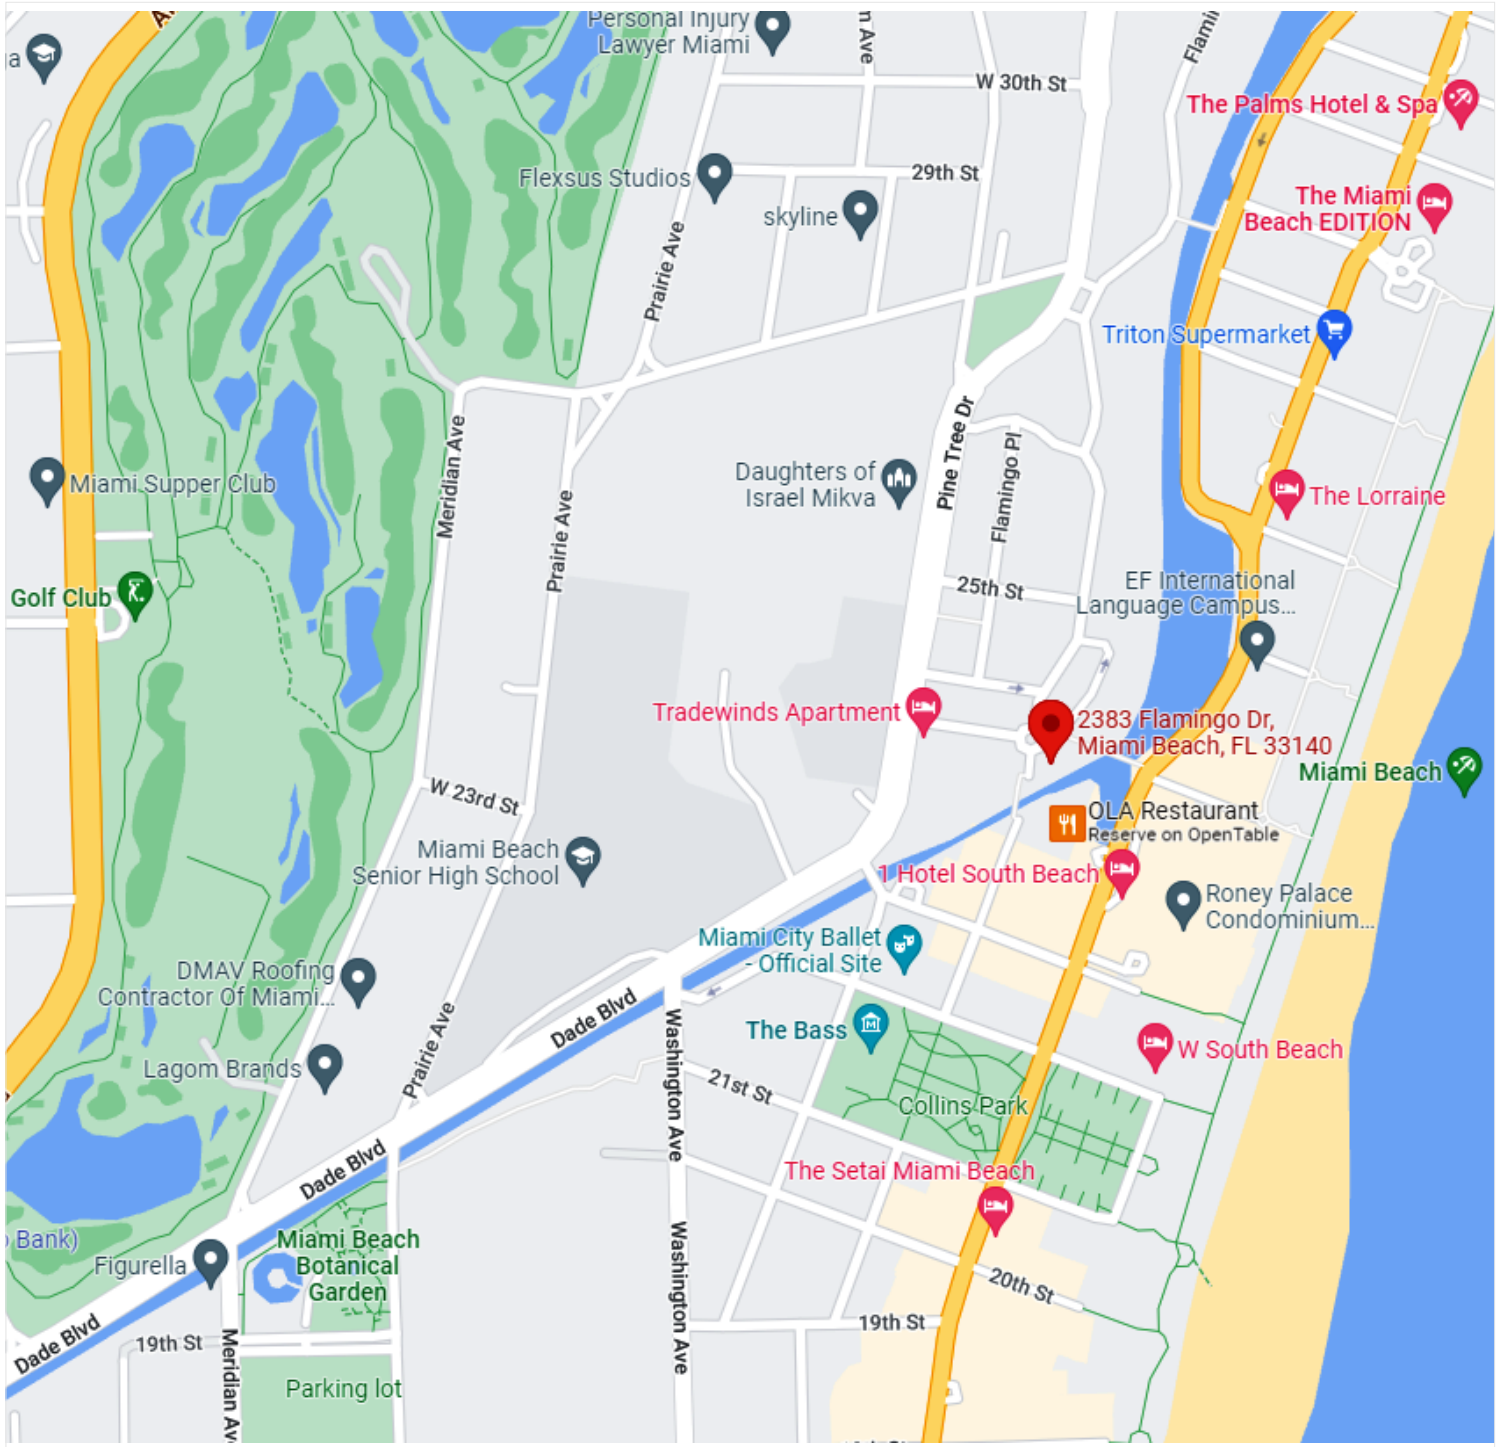 Personal Injury
Lawyer Miami
n Ave
Flamin
a
W 30th St
The Palms Hotel & Spa
Flexsus Studios
29th St
skyline
The Miami
Beach EDITION
Prairie Ave
Triton Supermarket
Meridian Ave
Pine Tree Dr
Flamingo Pl
Daughters of
Israel Mikva
Miami Supper Club
The Lorraine
Prairie Ave
Golf Club
25th St
EF International
Language Campus...
Tradewinds Apartment
2383 Flamingo Dr,
Miami Beach, FL 33140
Miami Beach
W 23rd St
OLA Restaurant
Reserve on OpenTable
Miami Beach
Senior High School
1 Hotel South Beach
Roney Palace
Condominium...
Miami City Ballet
- Official Site
DMAV Roofing
Contractor Of Miami...
Dade Blvd
The Bass
W South Beach
Prairie Ave
Washington Ave
Lagom Brands
21st St
Collins Park
Dade Blvd
The Setai Miami Beach
o Bank)
Figurella
Miami Beach
Botanical
Garden
Washington Ave
20th St
19th St
Dade Blvd
19th St
Meridian Av
Parking lot